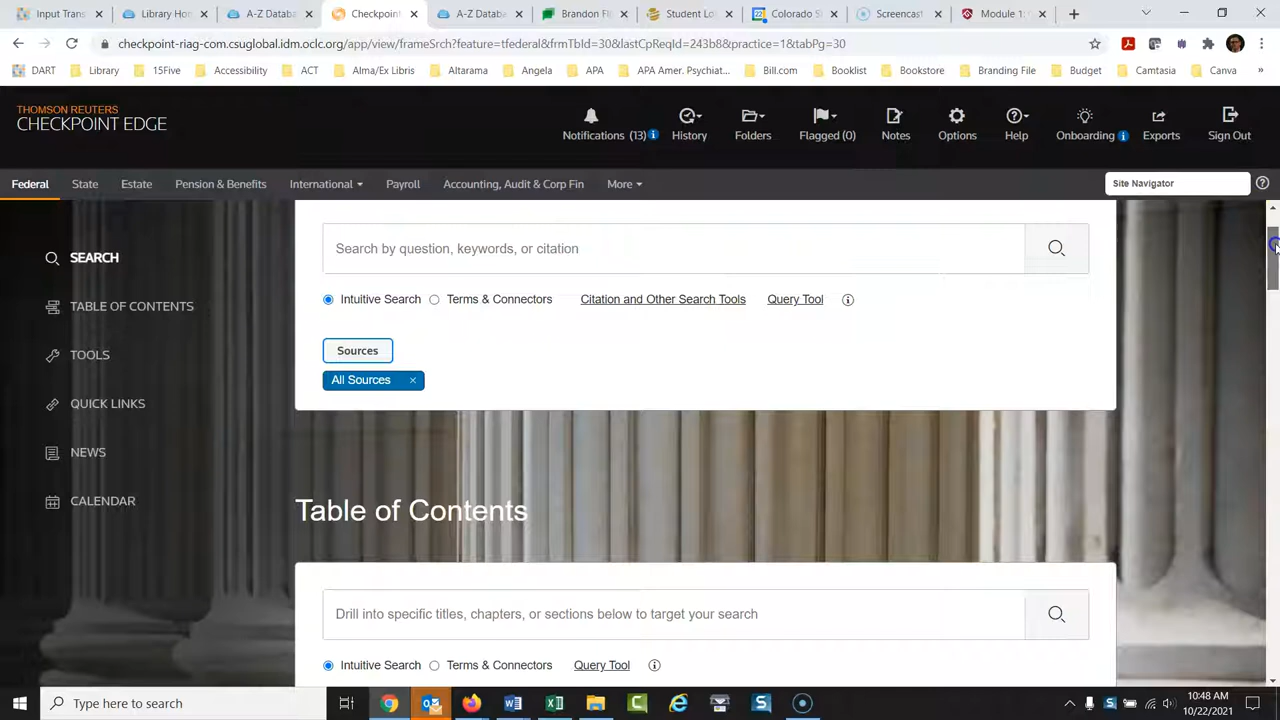 Input Trans
Library Hom
A-Z Databa
Checkpoint
A-Z Databa
Brandon Fl
Student Lo
Colorado St
Screencast
Module 1:
checkpoint-riag-com.csuglobal.idm.oclc.org/app/view/framSrch?feature=tfederal&frmTbId=30&lastCpReqId=243b8&practice=1&tabPg=30
DART Library 15Five Accessibility ACT Alma/Ex Libris Altarama Angela APA APA Amer. Psychiat... Bill.com Booklist Bookstore Branding File Budget Camtasia Canva »
THOMSON REUTERS
CHECKPOINT EDGE
Notifications (13) History Folders Flagged (0) Notes Options Help Onboarding Exports Sign Out
Federal State Estate Pension & Benefits International Payroll Accounting, Audit & Corp Fin More Site Navigator
SEARCH
TABLE OF CONTENTS
TOOLS
QUICK LINKS
NEWS
CALENDAR
Search by question, keywords, or citation
Intuitive Search Terms & Connectors Citation and Other Search Tools Query Tool
Sources
All Sources ×
Table of Contents
Drill into specific titles, chapters, or sections below to target your search
Intuitive Search Terms & Connectors Query Tool
Type here to search
10:48 AM
10/22/2021